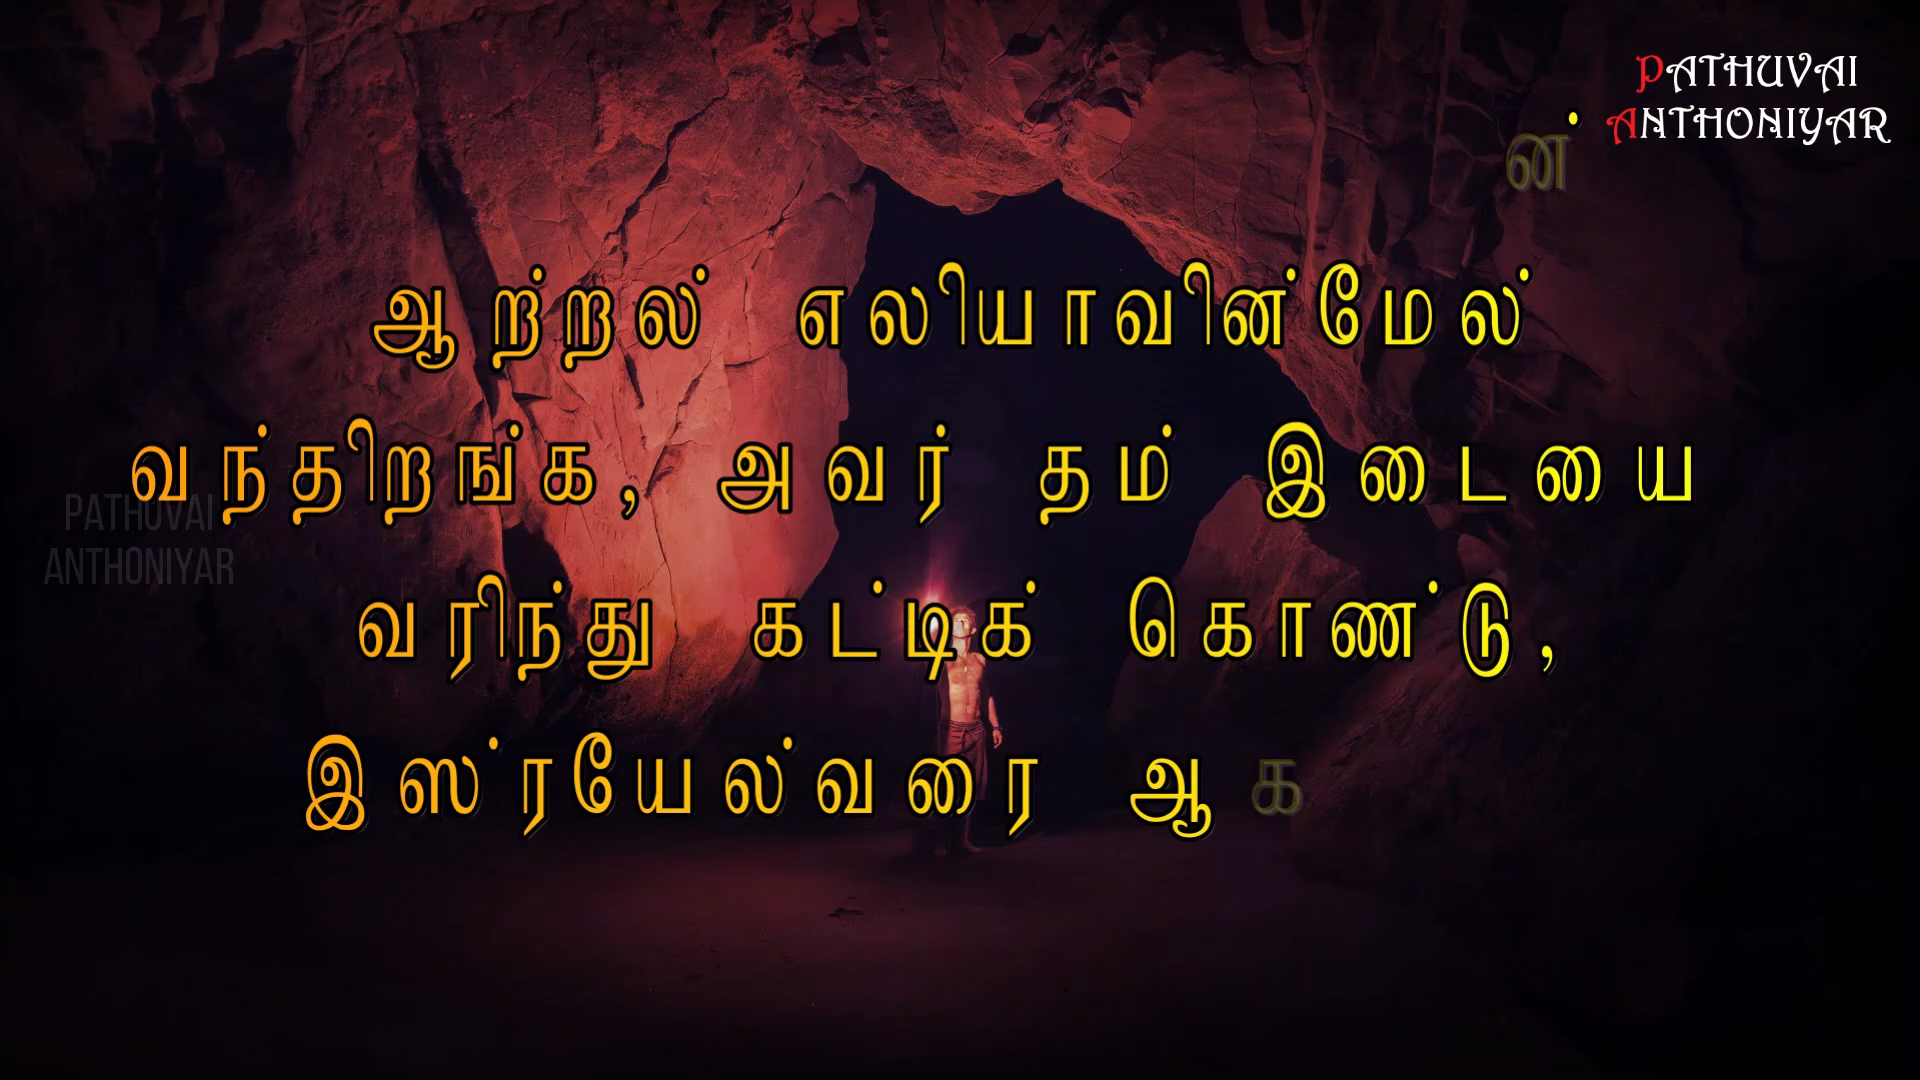 PATHUVAI
ANTHONIYAR
ன்
ஆற்றல் எலியாவின்மேல்
வந்திறங்க, அவர் தம் இடையை
வரிந்து கட்டிக் கொண்டு,
இஸ்ரயேல்வரை ஆக
PATHUVAI
ANTHONIYAR